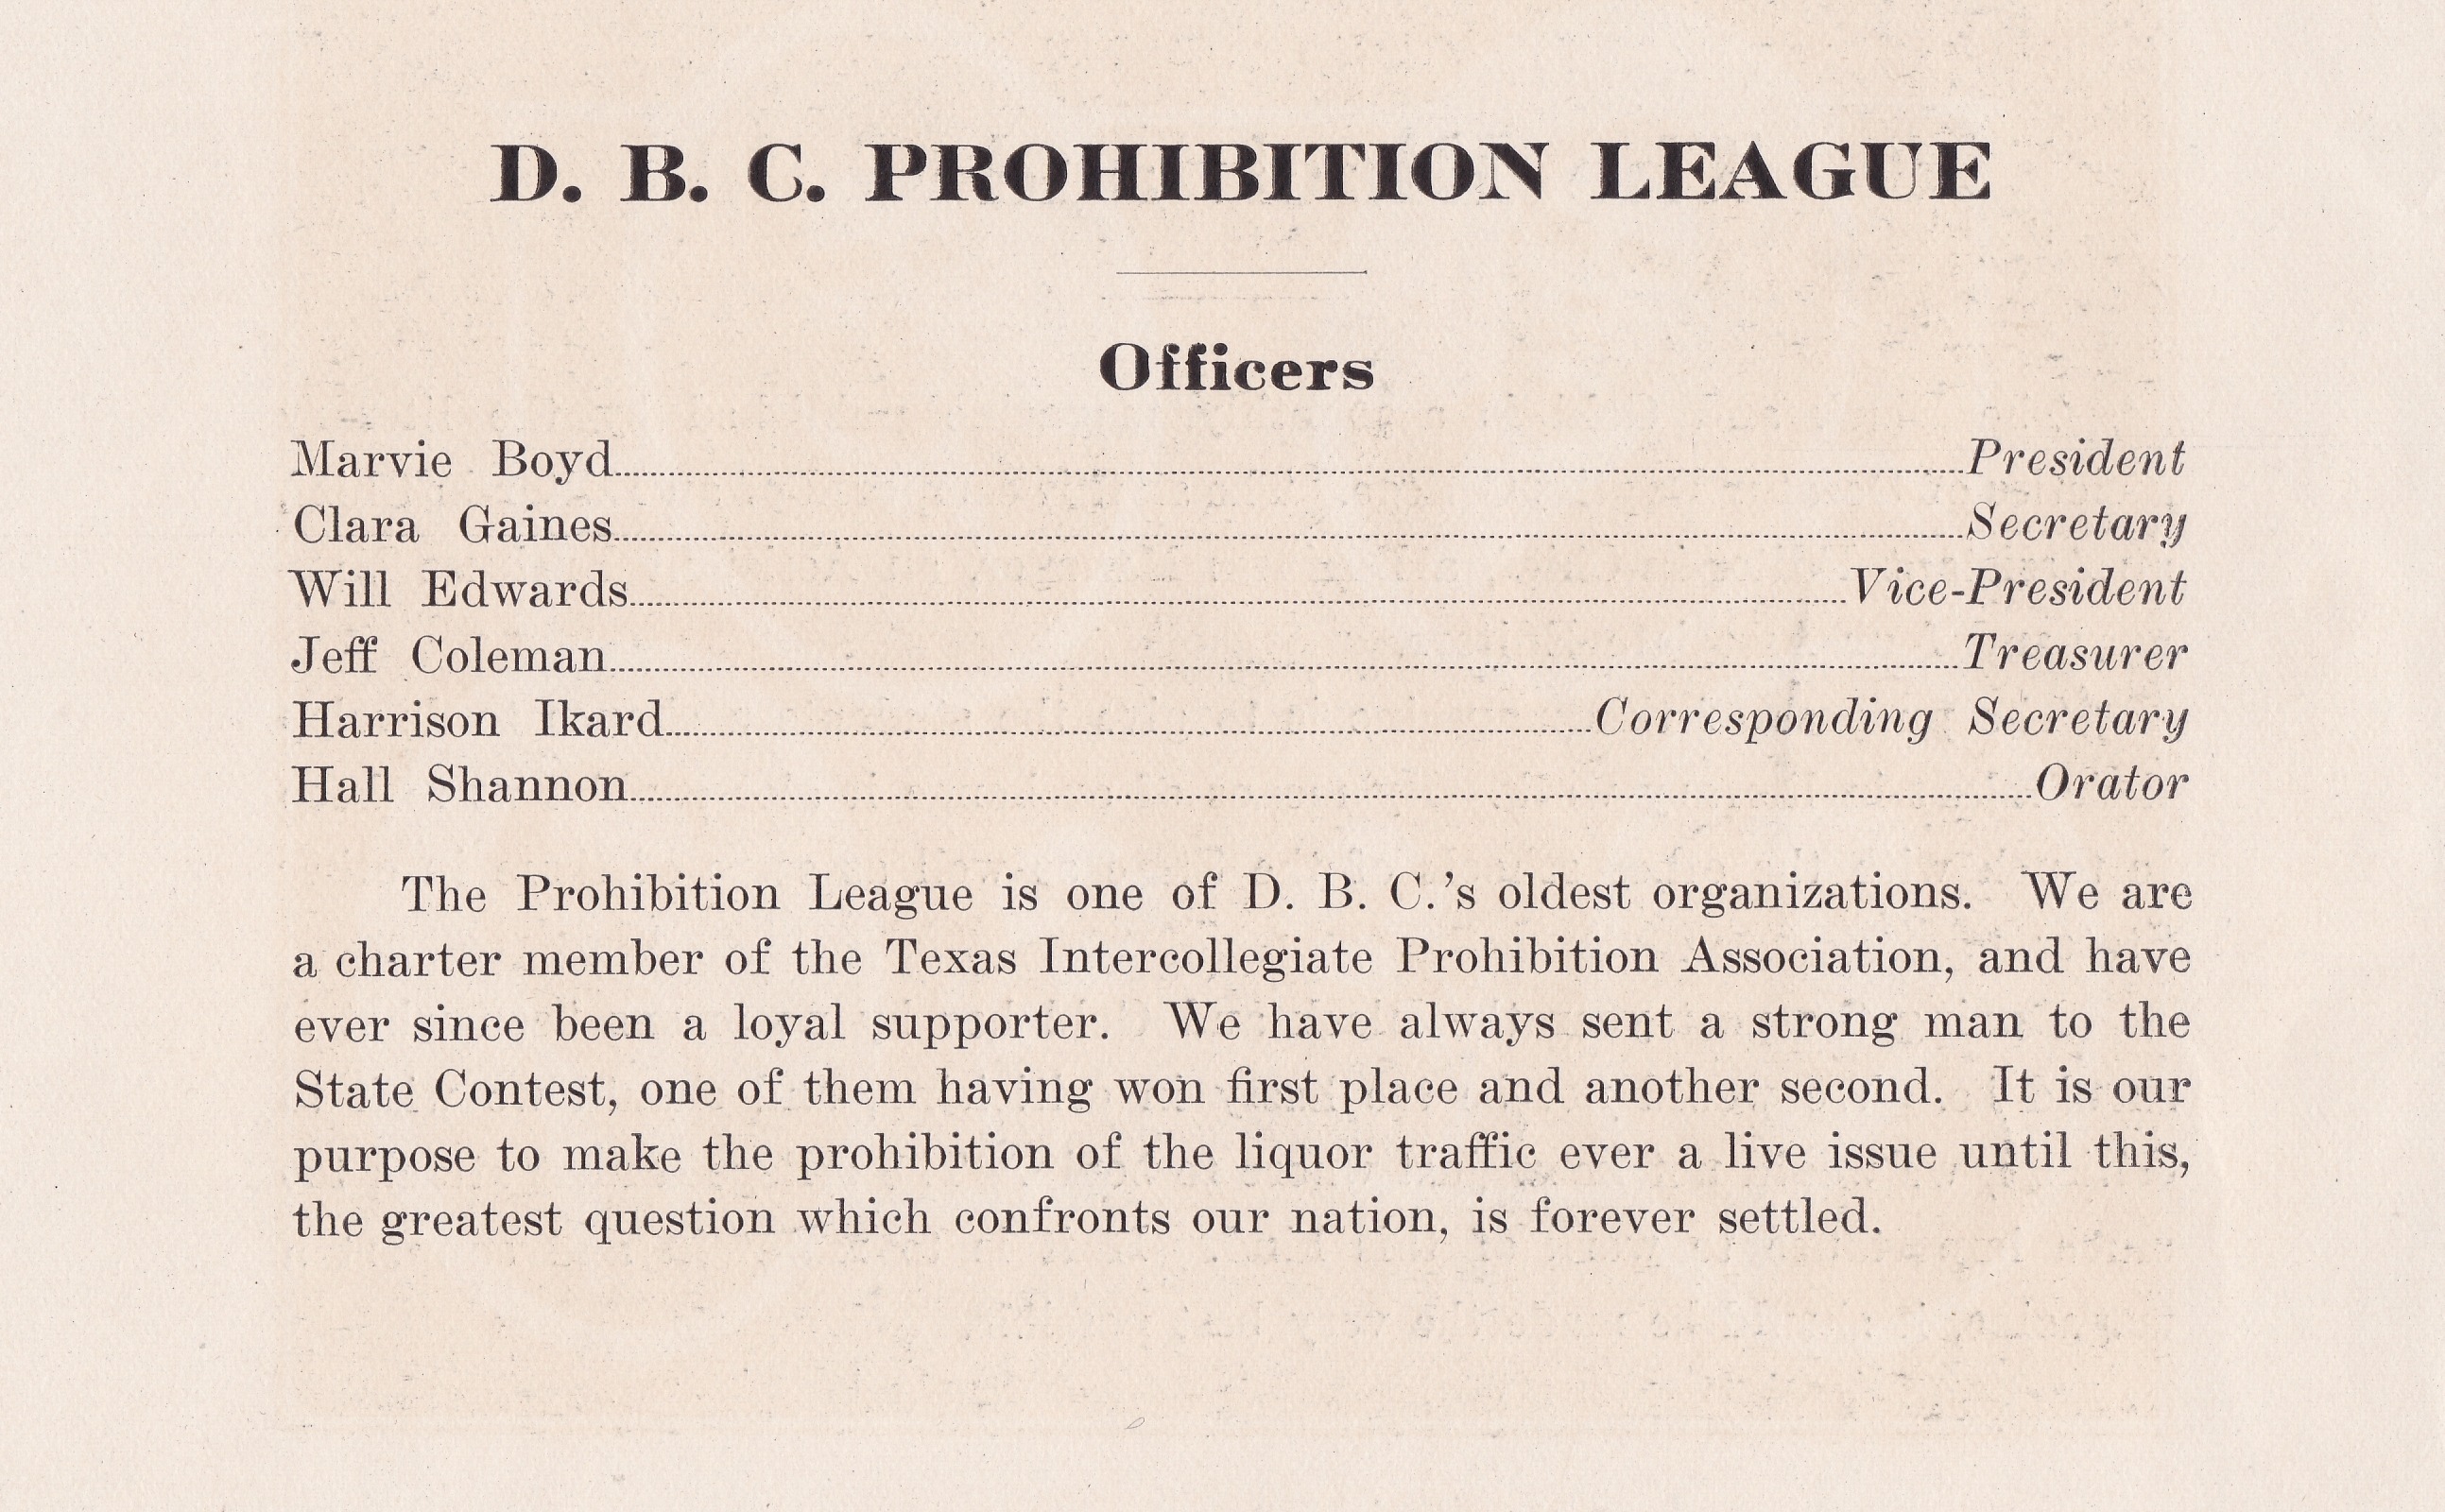 D. B. C. PROHIBITION LEAGUE
Officers
Marvie Boyd President
Clara Gaines Secretary
Will Edwards Vice-President
Jeff Coleman Treasurer
Harrison Ikard Corresponding Secretary
Hall Shannon Orator
The Prohibition League is one of D. B. C.'s oldest organizations. We are
a charter member of the Texas Intercollegiate Prohibition Association, and have
ever since been a loyal supporter. We have always sent a strong man to the
State Contest, one of them having won first place and another second. It is our
purpose to make the prohibition of the liquor traffic ever a live issue until this,
the greatest question which confronts our nation, is forever settled.